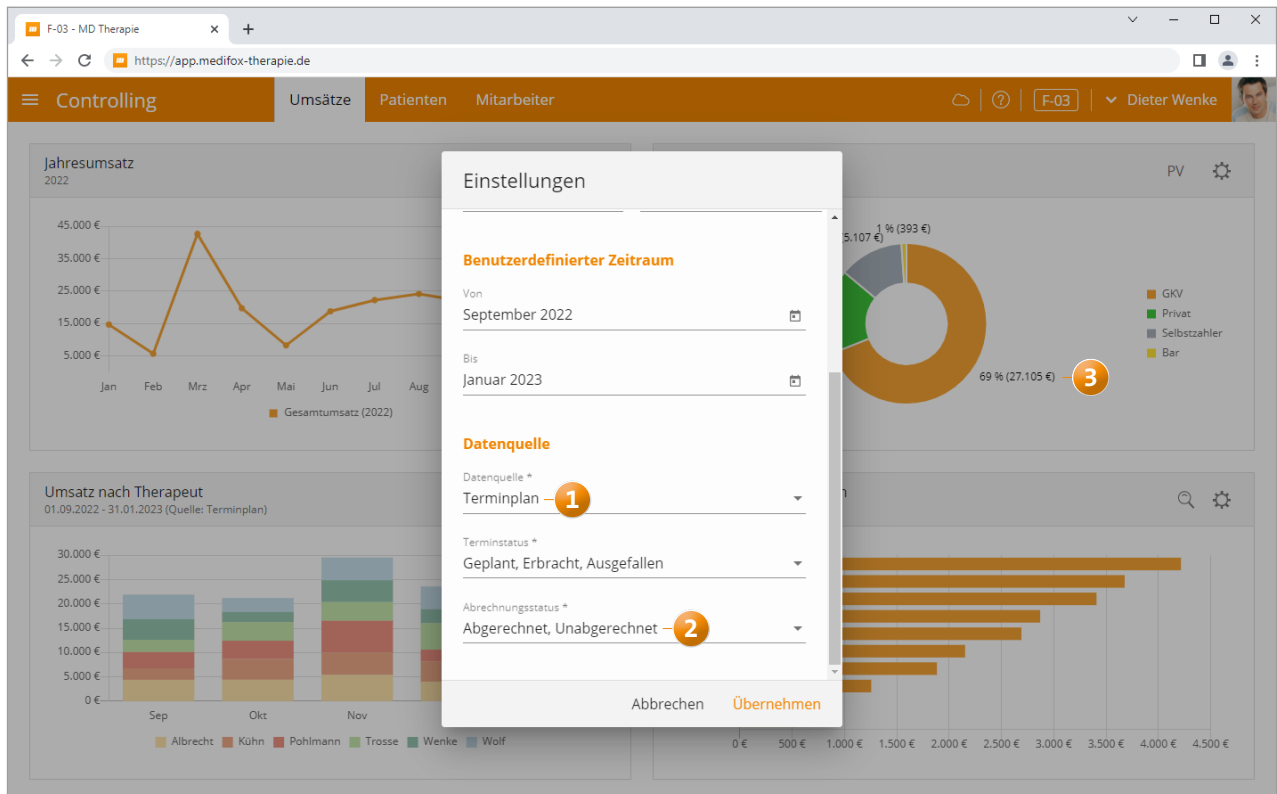 F-03 - MD Therapie
https://app.medifox-therapie.de
Controlling
Umsätze
Patienten
Mitarbeiter
F-03
Dieter Wenke
Jahresumsatz
2022
45.000 €
35.000 €
25.000 €
15.000 €
5.000 €
Jan Feb Mrz Apr Mai Jun Jul Aug
Gesamtumsatz (2022)
PV
1 % (393 €)
(5.107 €)
69 % (27.105 €)
3
GKV
Privat
Selbstzahler
Bar
Einstellungen
Benutzerdefinierter Zeitraum
Von
September 2022
Bis
Januar 2023
Datenquelle
Datenquelle *
Terminplan
1
Terminstatus *
Geplant, Erbracht, Ausgefallen
Abrechnungsstatus *
Abgerechnet, Unabgerechnet
2
Abbrechen
Übernehmen
Umsatz nach Therapeut
01.09.2022 - 31.01.2023 (Quelle: Terminplan)
30.000 €
25.000 €
20.000 €
15.000 €
10.000 €
5.000 €
0 €
Sep Okt Nov
Albrecht Kühn Pohlmann Trosse Wenke Wolf
0 € 500 € 1.000 € 1.500 € 2.000 € 2.500 € 3.000 € 3.500 € 4.000 € 4.500 €